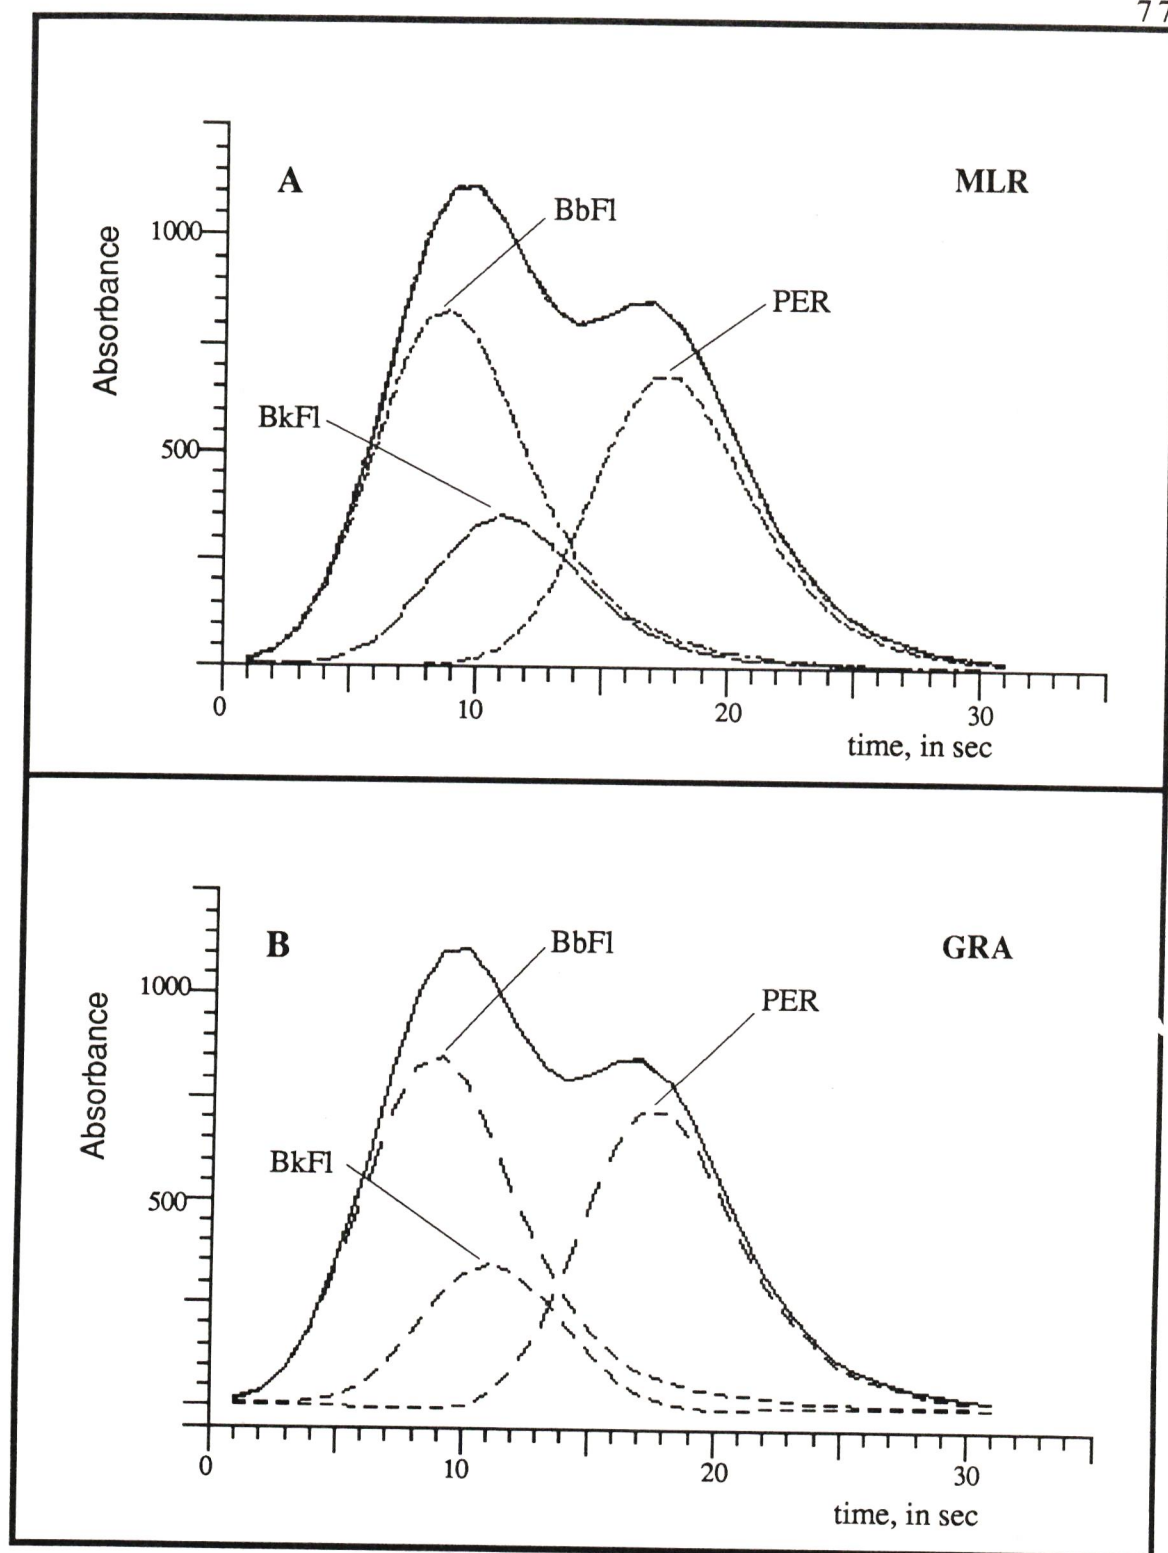 77
A
MLR
BbFl
1000
PER
Absorbance
BkFl
500
0
10
20
30
time, in sec
B
GRA
BbFl
1000
PER
Absorbance
BkFl
500
0
10
20
30
time, in sec